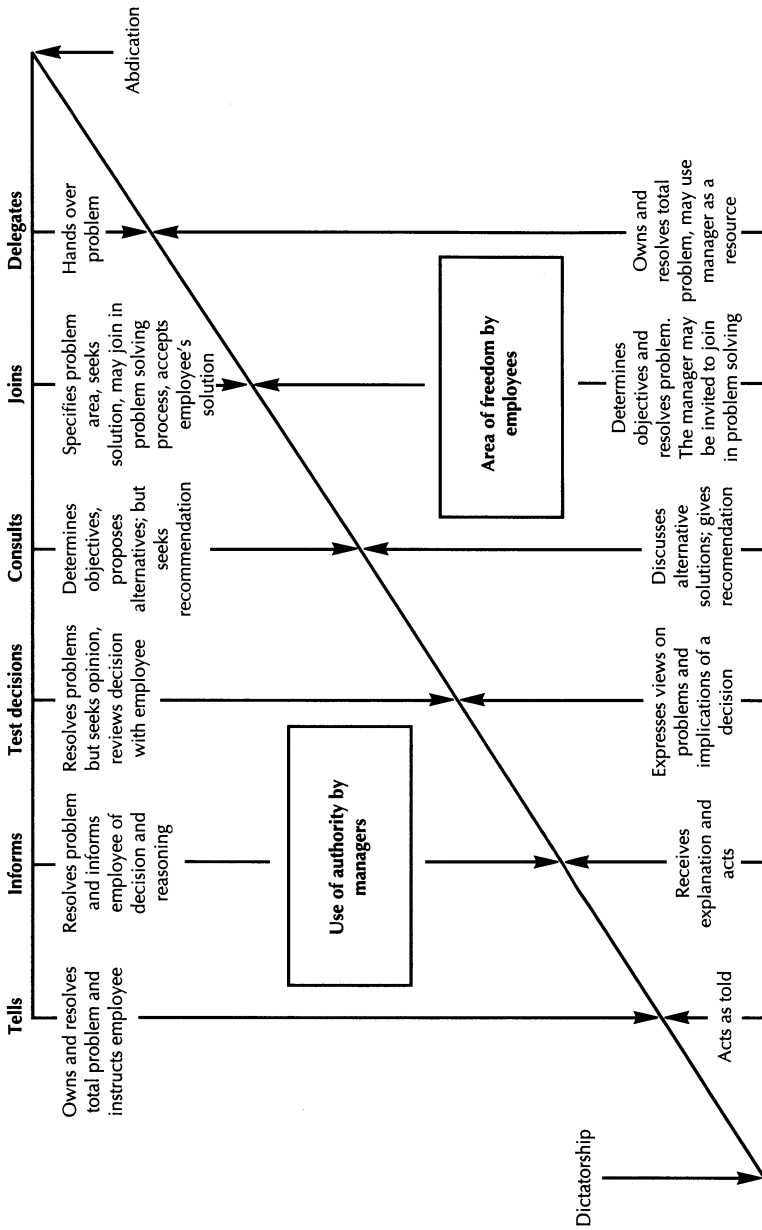 Tells
Informs
Test decisions
Consults
Joins
Delegates
Owns and resolves
total problem and
instructs employee
Resolves problem
and informs
employee of
decision and
reasoning
Resolves problems
but seeks opinion,
reviews decision
with employee
Determines
objectives,
proposes
alternatives; but
seeks
recommendation
Specifies problem
area, seeks
solution, may join in
problem solving
process, accepts
employee's
solution
Hands over
problem
Abdication
Use of authority by
managers
Area of freedom by
employees
Dictatorship
Acts as told
Receives
explanation and
acts
Expresses views on
problems and
implications of a
decision
Discusses
alternative
solutions; gives
recomendation
Determines
objectives and
resolves problem.
The manager may
be invited to join
in problem solving
Owns and
resolves total
problem, may use
manager as a
resource